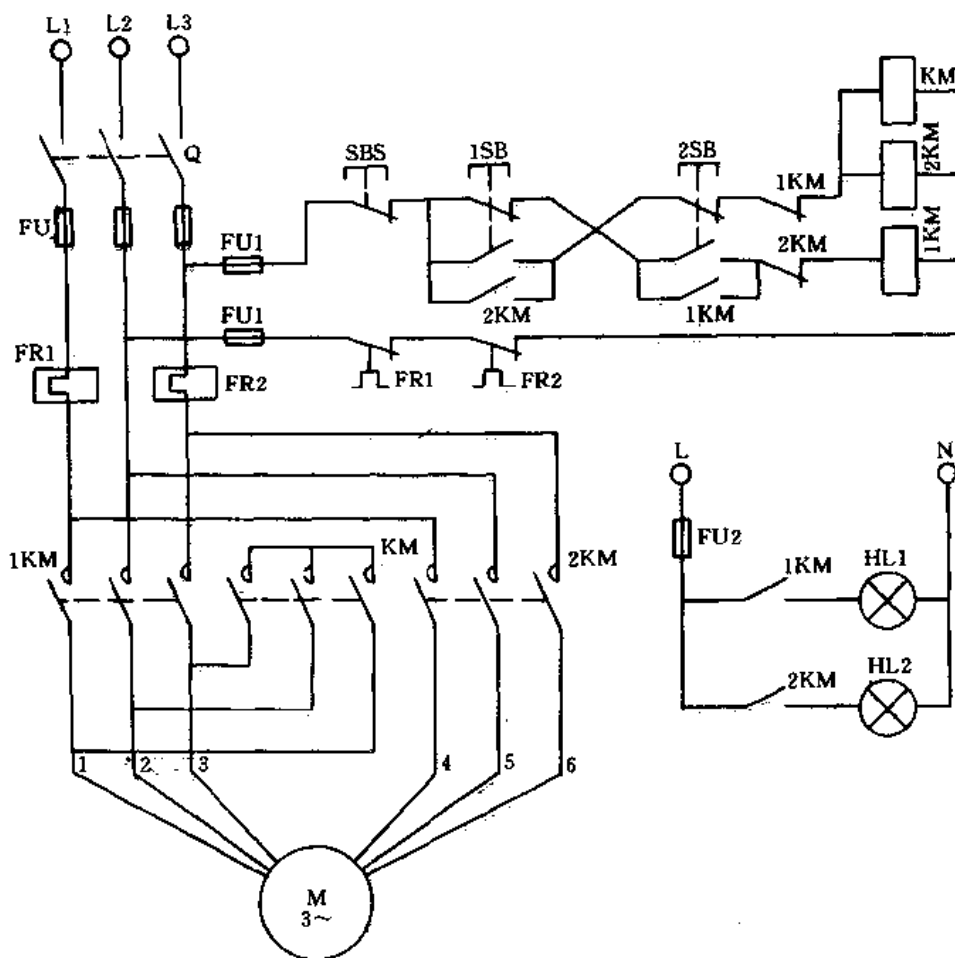 L1 L2 L3
KM
Q
SBS 1SB 2SB
1KM
2KM
FU
FU1
2KM
1KM
2KM 1KM
FU1
FR1
FR2
FR1 FR2
L N
FU2
1KM KM 2KM
1KM HL1
2KM HL2
1 2 3 4 5 6
M
3~